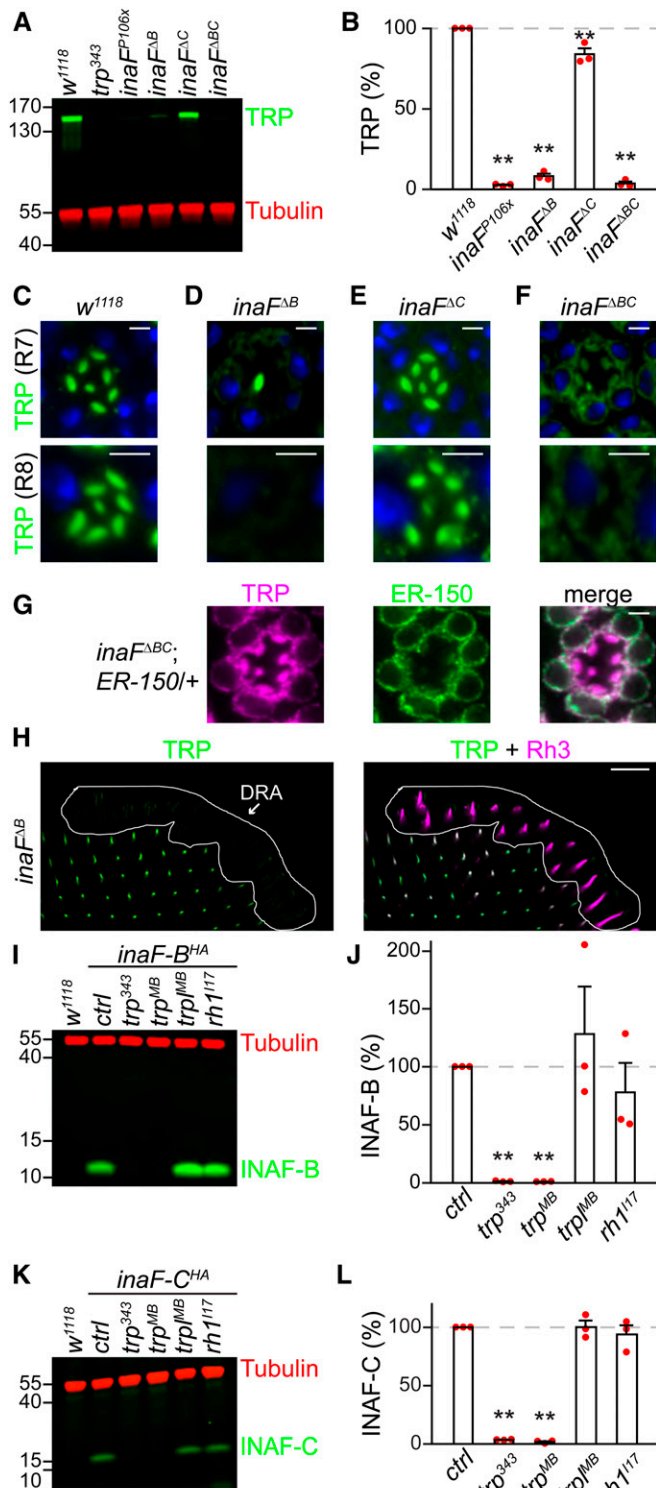 A
w1118
trp343
inaFP106x
inaFΔB
inaFΔC
inaFΔBC
170
130
TRP
55
Tubulin
40
B
TRP (%)
100
50
0
**
**
**
**
w1118
inaFP106x
inaFΔB
inaFΔC
inaFΔBC
C
w1118
D
inaFΔB
E
inaFΔC
F
inaFΔBC
TRP (R7)
TRP (R8)
G
TRP
ER-150
merge
inaFΔBC;
ER-150/+
H
TRP
TRP + Rh3
DRA
inaFΔB
I
inaF-BHA
w1118
ctrl
trp343
trpMB
trplMB
rh1I17
55
Tubulin
40
15
INAF-B
10
J
INAF-B (%)
200
150
100
50
0
**
**
ctrl
trp343
trpMB
trplMB
rh1I17
K
inaF-CHA
w1118
ctrl
trp343
trpMB
trplMB
rh1I17
Tubulin
55
40
INAF-C
15
10
L
INAF-C (%)
100
50
0
**
**
ctrl
trp343
trpMB
trplMB
rh1I17